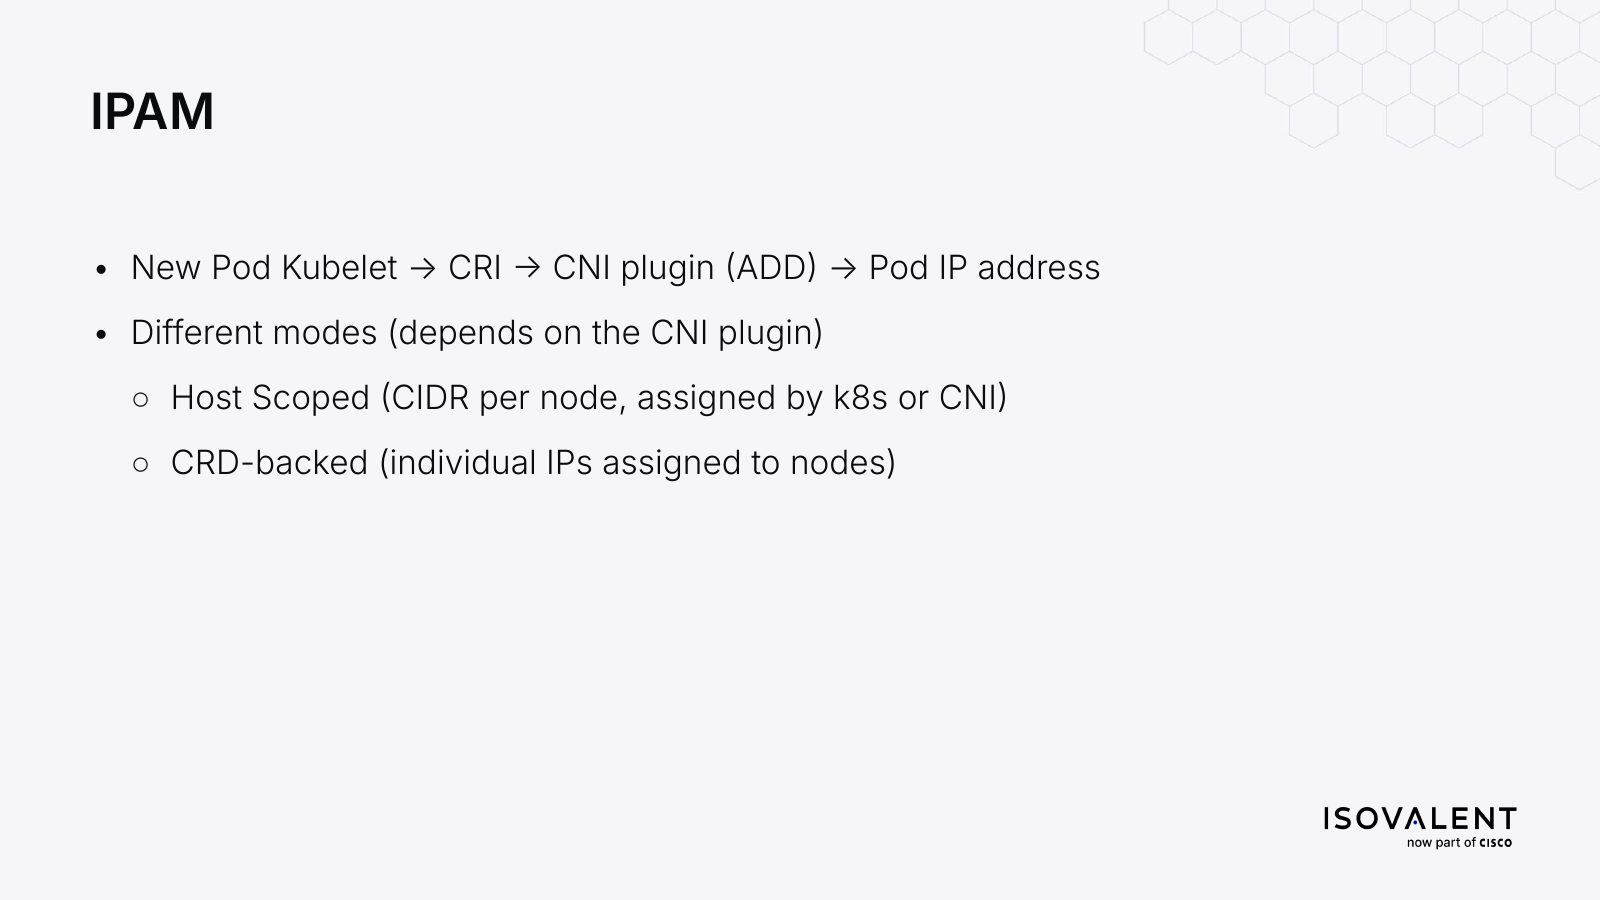 IPAM
• New Pod Kubelet → CRI → CNI plugin (ADD) → Pod IP address
• Different modes (depends on the CNI plugin)
○ Host Scoped (CIDR per node, assigned by k8s or CNI)
○ CRD-backed (individual IPs assigned to nodes)
ISOVALENT
now part of CISCO